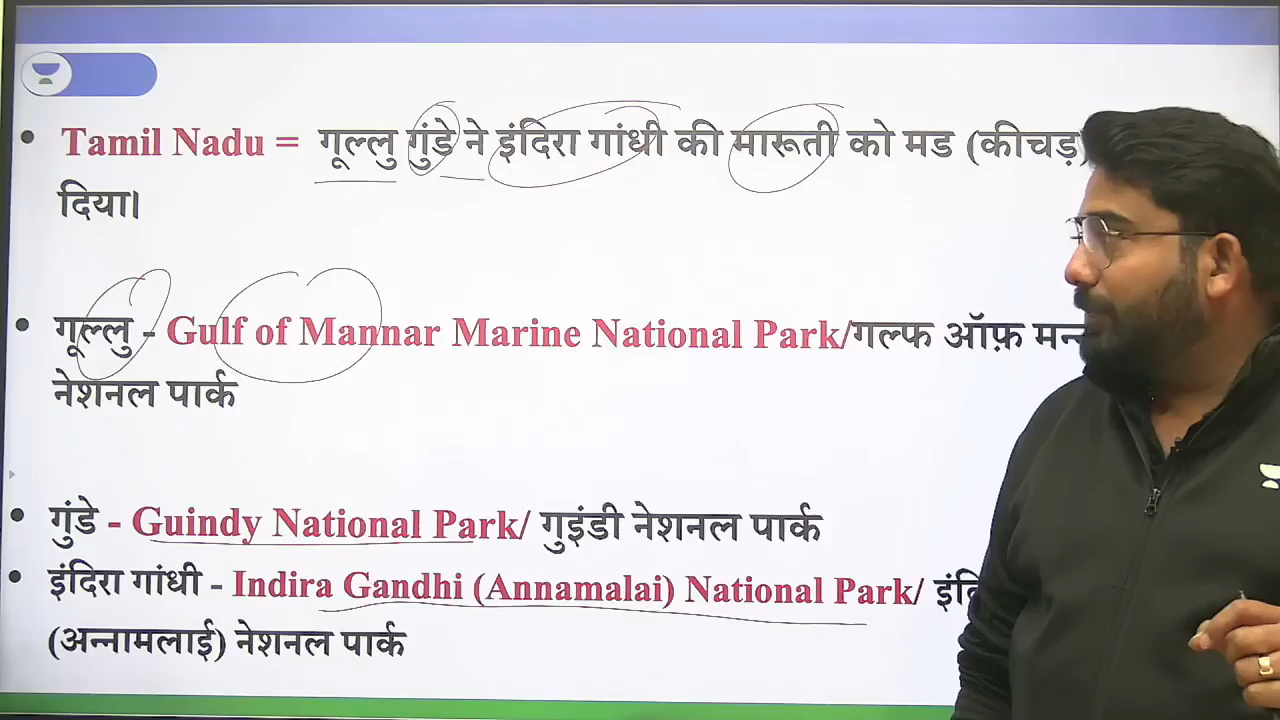 Tamil Nadu = गूल्लु गुंडे ने इंदिरा गांधी की मारूती को मड (कीचड़)
दिया।
गूल्लु - Gulf of Mannar Marine National Park/गल्फ ऑफ़
नेशनल पार्क
गुंडे - Guindy National Park/ गुइंडी नेशनल पार्क
इंदिरा गांधी - Indira Gandhi (Annamalai) National Park/
(अन्नामलाई) नेशनल पार्क